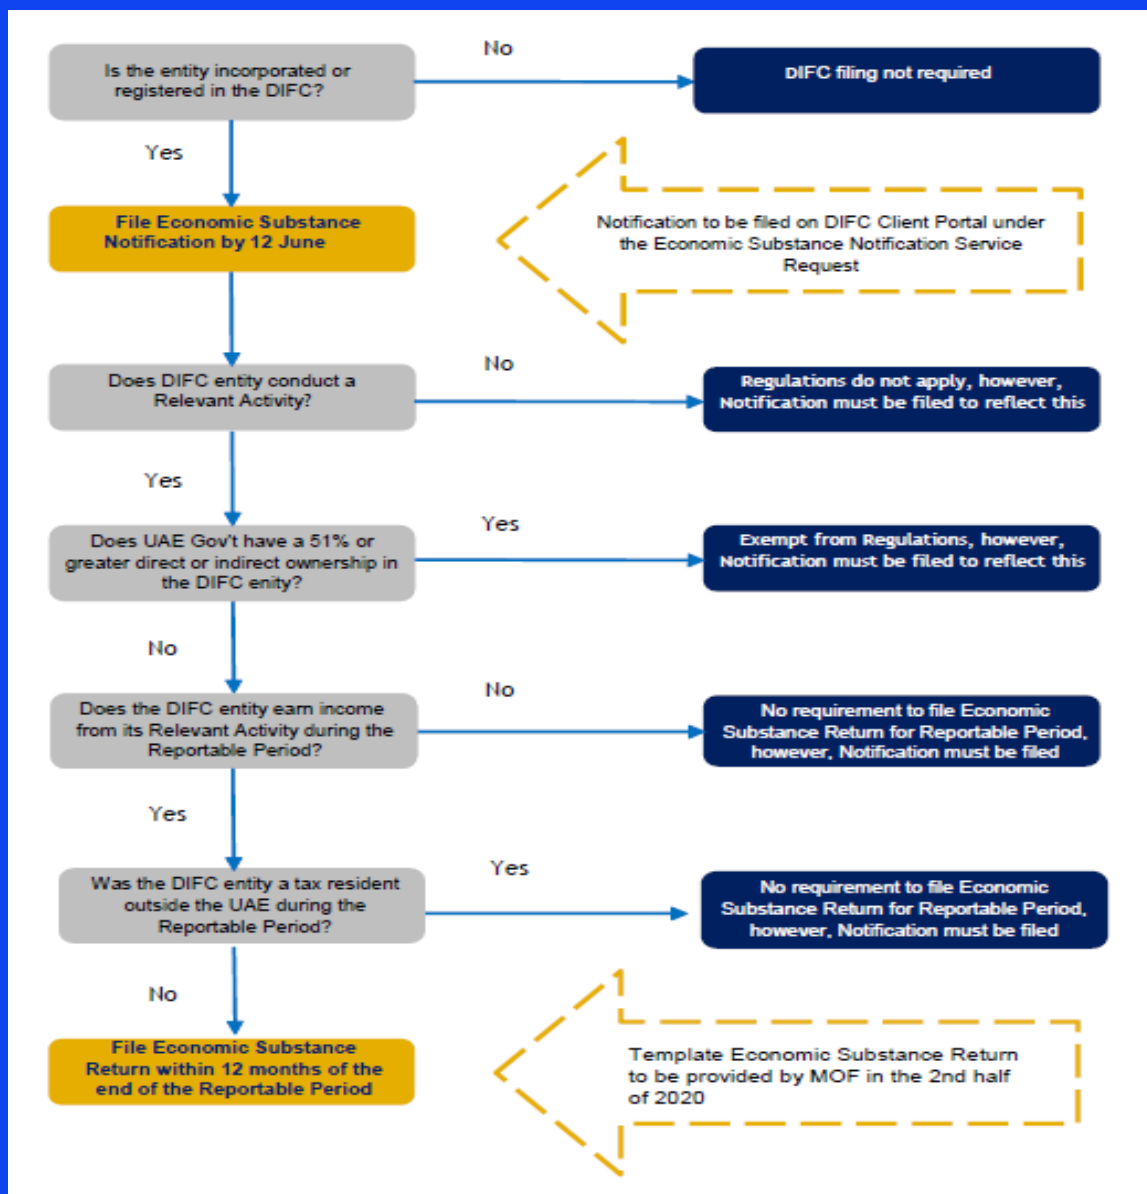 Is the entity incorporated or
registered in the DIFC?
No
DIFC filing not required
Yes
File Economic Substance
Notification by 12 June
Notification to be filed on DIFC Client Portal under
the Economic Substance Notification Service
Request
Does DIFC entity conduct a
Relevant Activity?
No
Regulations do not apply, however,
Notification must be filed to reflect this
Yes
Does UAE Gov't have a 51% or
greater direct or indirect ownership in
the DIFC enity?
Yes
Exempt from Regulations, however,
Notification must be filed to reflect this
No
Does the DIFC entity earn income
from its Relevant Activity during the
Reportable Period?
No
No requirement to file Economic
Substance Return for Reportable Period,
however, Notification must be filed
Yes
Was the DIFC entity a tax resident
outside the UAE during the
Reportable Period?
Yes
No requirement to file Economic
Substance Return for Reportable Period,
however, Notification must be filed
No
File Economic Substance
Return within 12 months of the
end of the Reportable Period
Template Economic Substance Return
to be provided by MOF in the 2nd half
of 2020